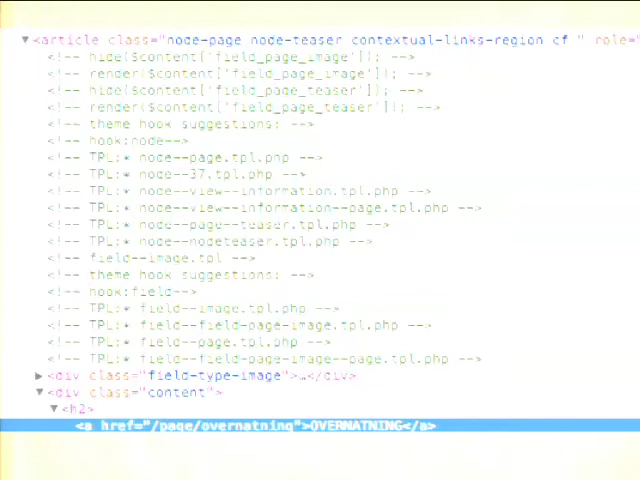 ▼<article class="node-page node-teaser contextual-links-region cf " role="
<!-- hide($content['field_page_image']); -->
<!-- render($content['field_page_image']); -->
<!-- hide($content['field_page_teaser']); -->
<!-- render($content['field_page_teaser']); -->
<!-- theme hook suggestions: -->
<!-- hook:node-->
<!-- TPL:* node--page.tpl.php -->
<!-- TPL:* node--37.tpl.php -->
<!-- TPL:* node--view--information.tpl.php -->
<!-- TPL:* node--view--information--page.tpl.php -->
<!-- TPL:* node--page--teaser.tpl.php -->
<!-- TPL:* node--nodeteaser.tpl.php -->
<!-- field--image.tpl -->
<!-- theme hook suggestions: -->
<!-- hook:field-->
<!-- TPL:* field--image.tpl.php -->
<!-- TPL:* field--field-page-image.tpl.php -->
<!-- TPL:* field--page.tpl.php -->
<!-- TPL:* field--field-page-image--page.tpl.php -->
▶<div class="field-type-image">…</div>
▼<div class="content">
▼<h2>
<a href="/page/overnatning">OVERNATNING</a>